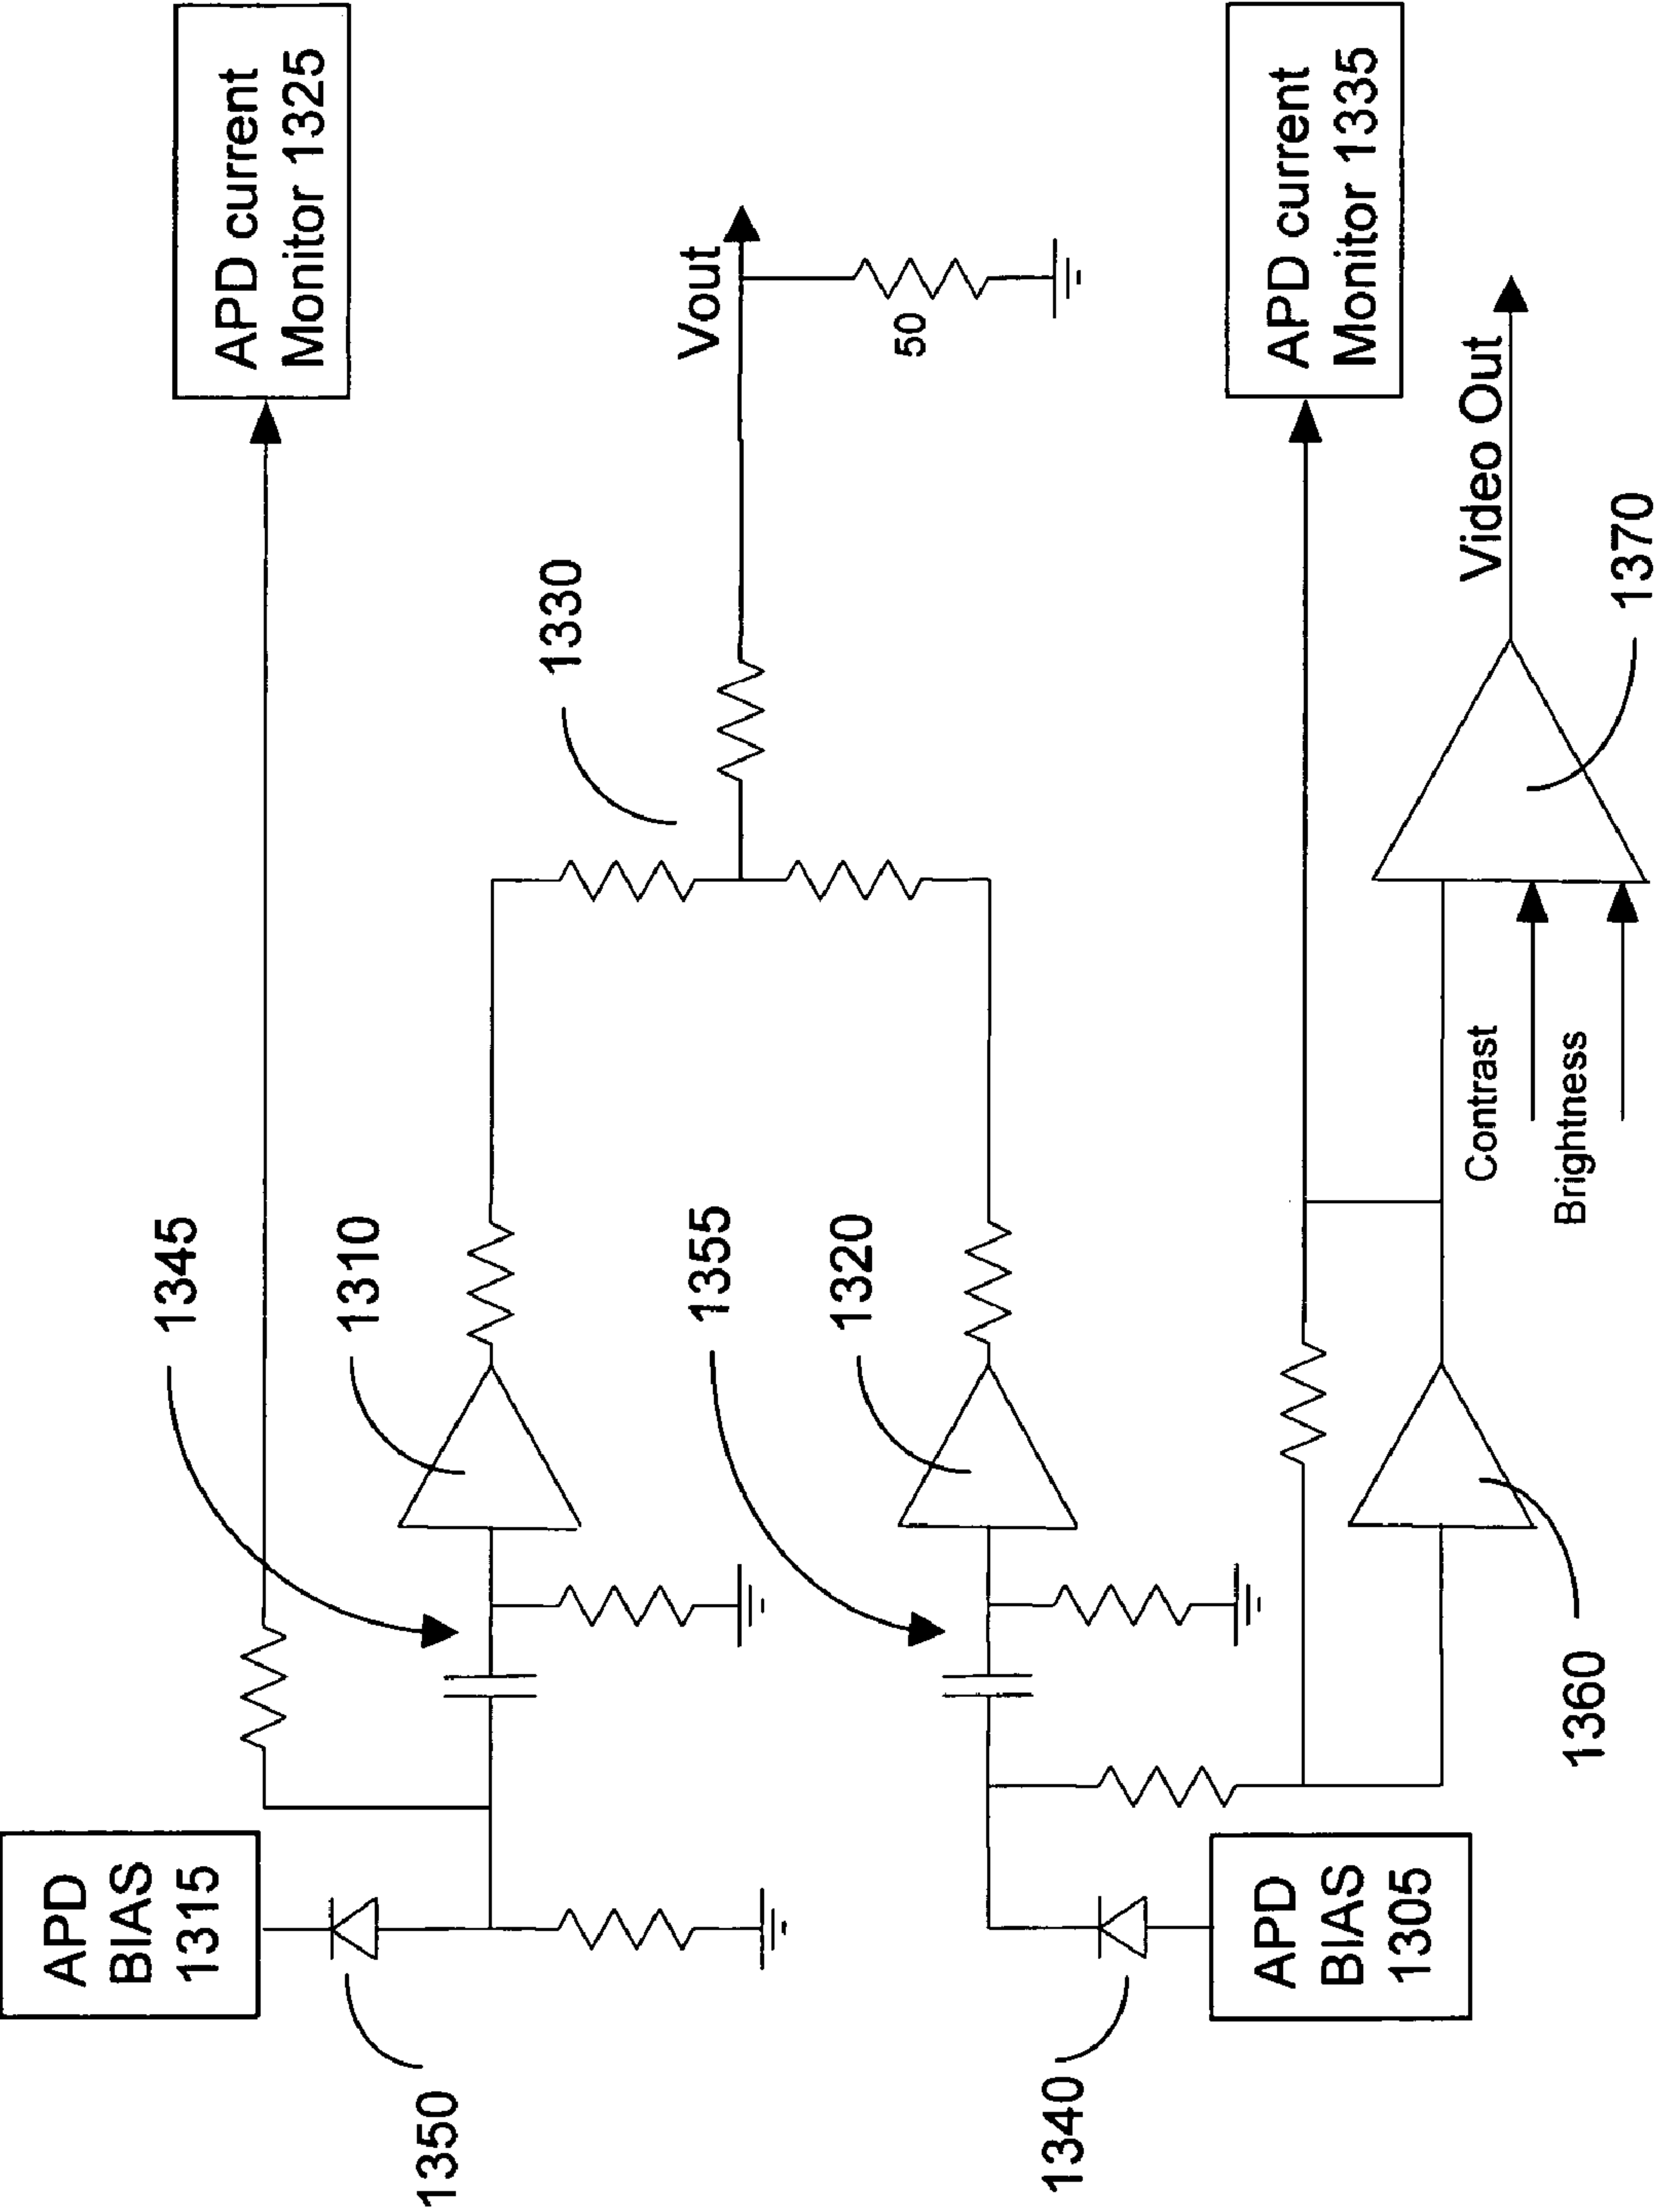 APD current
Monitor 1325
Vout
50
APD current
Monitor 1335
Video Out
1330
1370
1345
1310
1355
1320
Contrast
Brightness
1360
APD
BIAS
1315
APD
BIAS
1305
1350
1340